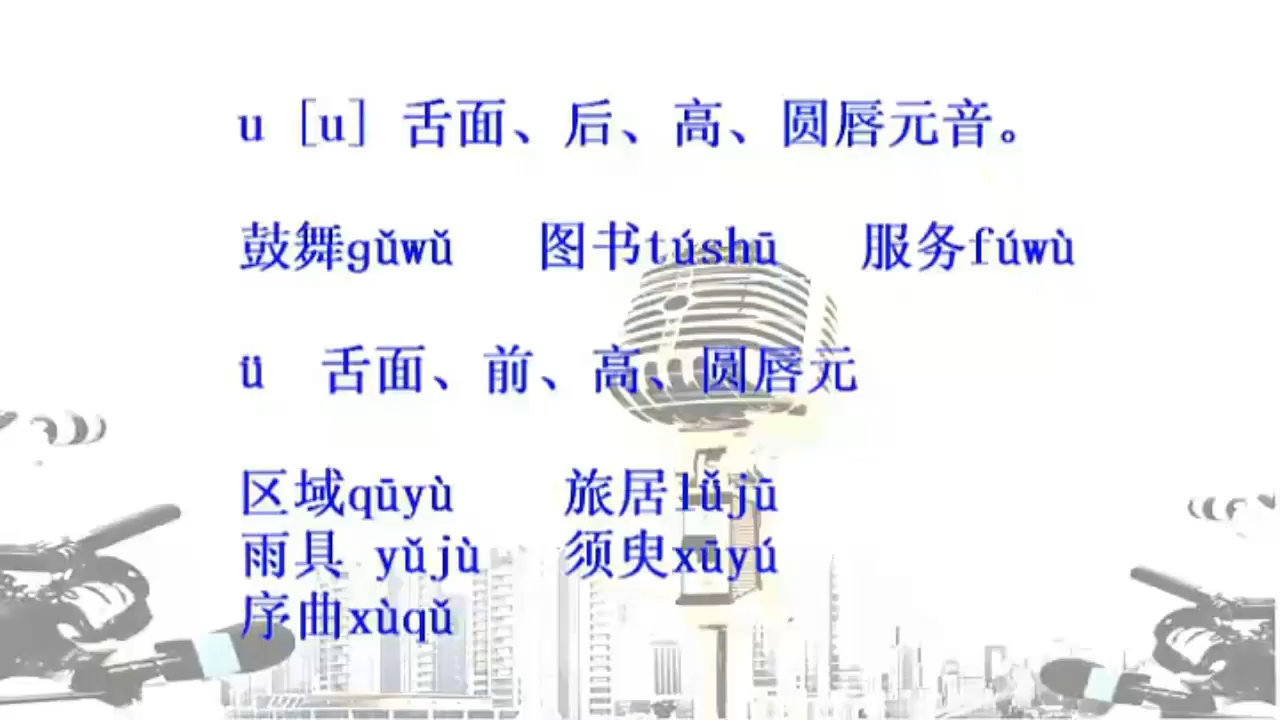 u [u] 舌面、后、高、圆唇元音。
鼓舞gǔwǔ 图书túshū 服务fúwù
ü 舌面、前、高、圆唇元
区域qūyù 旅居lǚjū
雨具 yǔjù 须臾xūyú
序曲xùqǔ